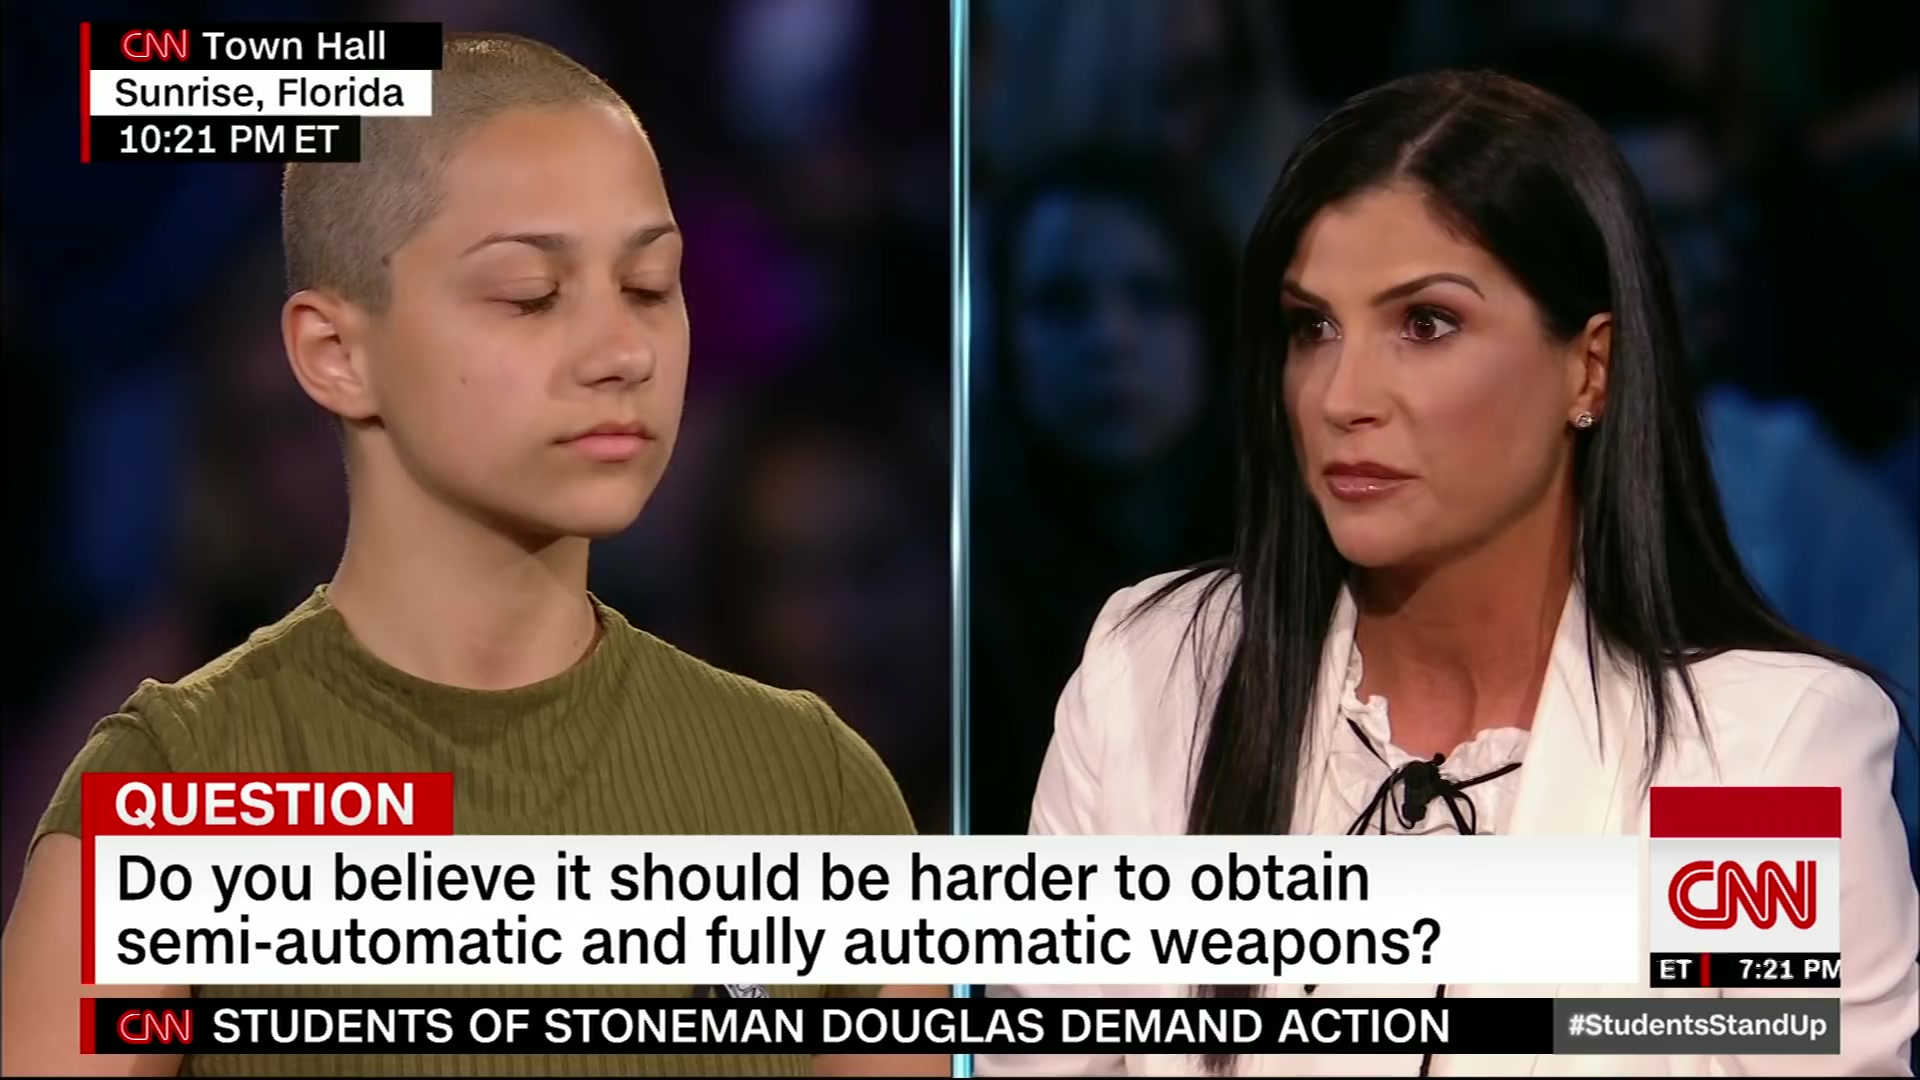 CNN Town Hall
Sunrise, Florida
10:21 PM ET
QUESTION
Do you believe it should be harder to obtain
semi-automatic and fully automatic weapons?
CNN
ET 7:21 PM
CNN STUDENTS OF STONEMAN DOUGLAS DEMAND ACTION
#StudentsStandUp